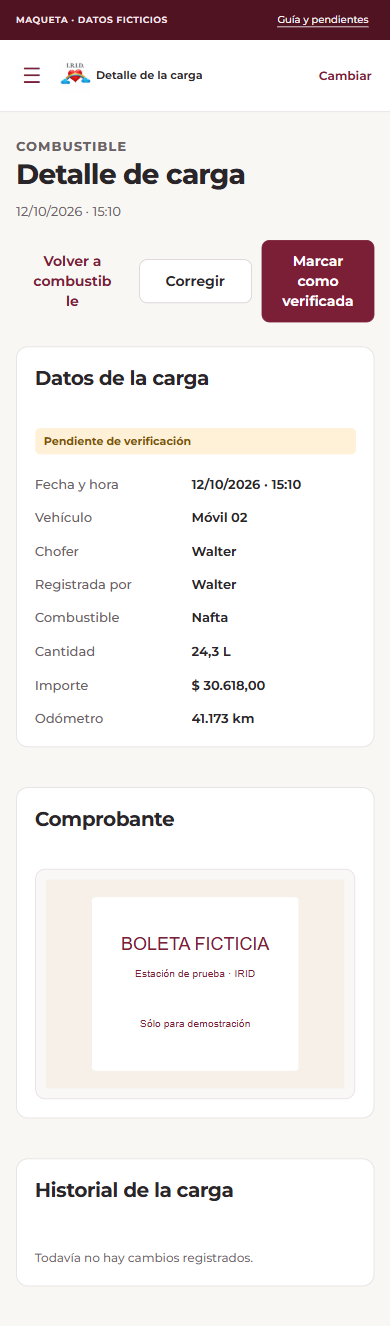 MAQUETA • DATOS FICTICIOS
Guía y pendientes
☰
I.R.I.D.
Detalle de la carga
Cambiar
COMBUSTIBLE
Detalle de carga
12/10/2026 · 15:10
Volver a
combustib
le
Corregir
Marcar
como
verificada
Datos de la carga
Pendiente de verificación
Fecha y hora 12/10/2026 · 15:10
Vehículo Móvil 02
Chofer Walter
Registrada por Walter
Combustible Nafta
Cantidad 24,3 L
Importe $ 30.618,00
Odómetro 41.173 km
Comprobante
BOLETA FICTICIA
Estación de prueba · IRID
Sólo para demostración
Historial de la carga
Todavía no hay cambios registrados.